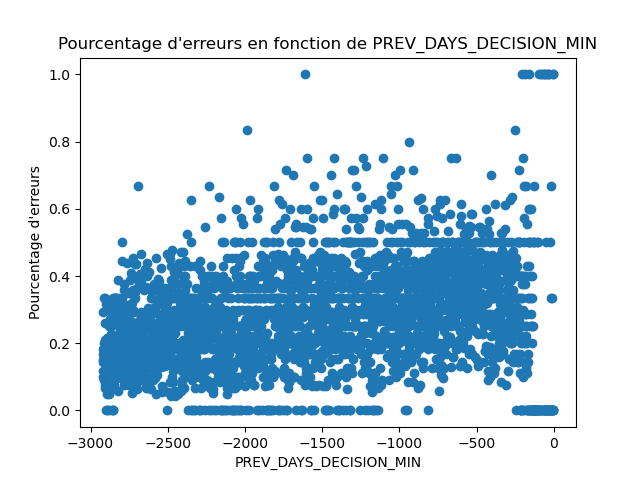 Pourcentage d'erreurs en fonction de PREV_DAYS_DECISION_MIN
1.0
0.8
0.6
0.4
0.2
0.0
Pourcentage d'erreurs
−3000 −2500 −2000 −1500 −1000 −500 0
PREV_DAYS_DECISION_MIN